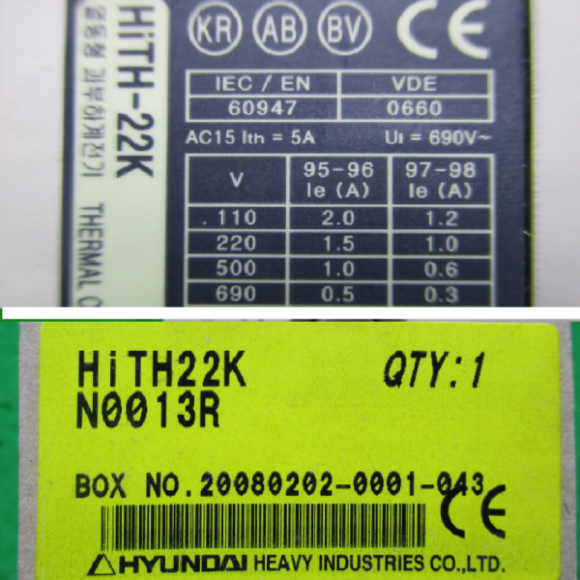 HiTH-22K
열동형 과부하계전기 THERMAL O
KR AB BV CE
IEC / EN VDE
60947 0660
AC15 Ith = 5A Ui = 690V~
V 95-96 Ie (A) 97-98 Ie (A)
110 2.0 1.2
220 1.5 1.0
500 1.0 0.6
690 0.5 0.3
HiTH22K QTY:1
N0013R
BOX NO.20080202-0001-043
CE
HYUNDAI HEAVY INDUSTRIES CO.,LTD.